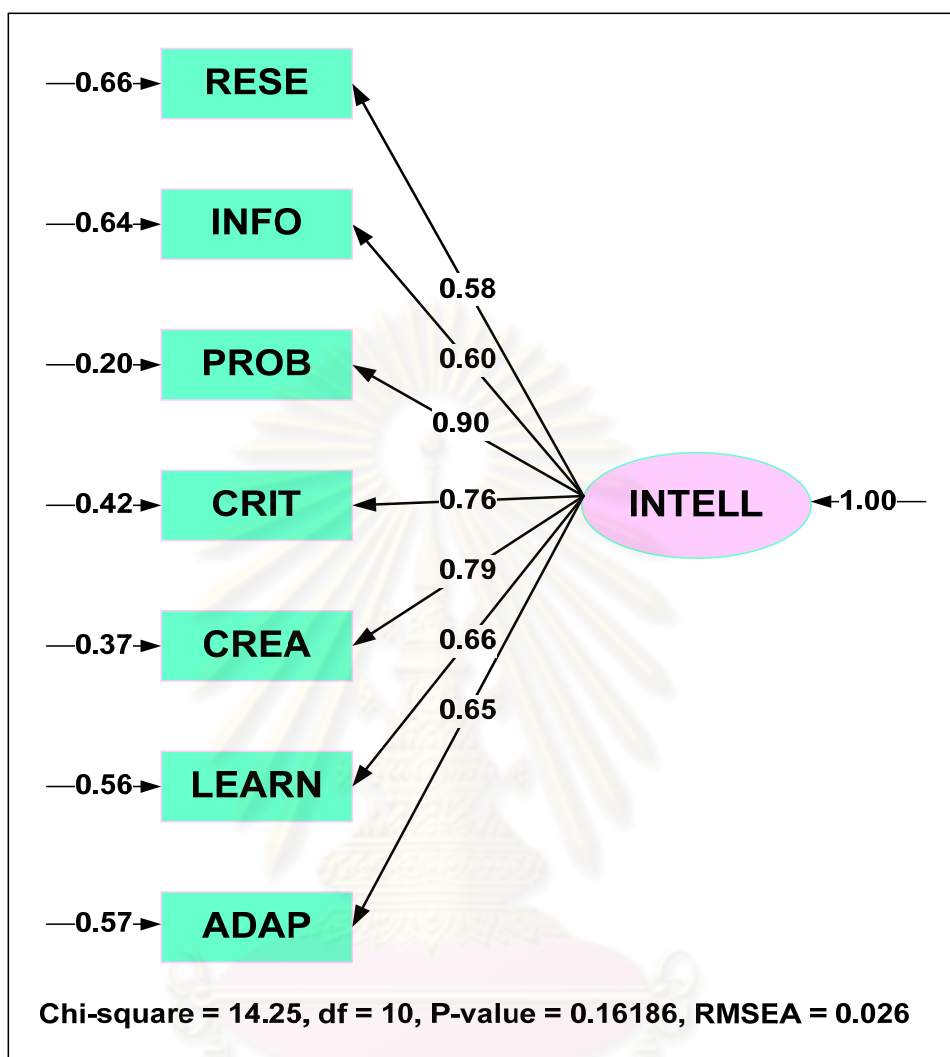 0.66 RESE
0.64 INFO
0.58
0.60
0.20 PROB
0.90
0.42 CRIT 0.76 INTELL 1.00
0.79
0.37 CREA
0.66
0.65
0.56 LEARN
0.57 ADAP
Chi-square = 14.25, df = 10, P-value = 0.16186, RMSEA = 0.026